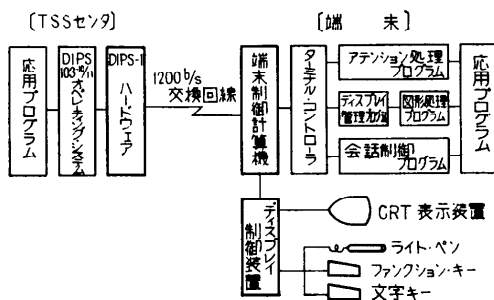 〔TSSセンタ〕
〔端 末〕
応用プログラム
DIPS
103-10/11
オペレーティング・システム
DIPS-1
ハードウェア
1200b/s
交換回線
端末制御計算機
ターミナル・コントローラ
アテンション処理
プログラム
ディスプレイ
管理プログラム
図形処理
プログラム
会話制御
プログラム
応用プログラム
ディスプレイ
制御装置
CRT 表示装置
ライト・ペン
ファンクション・キー
文字キー